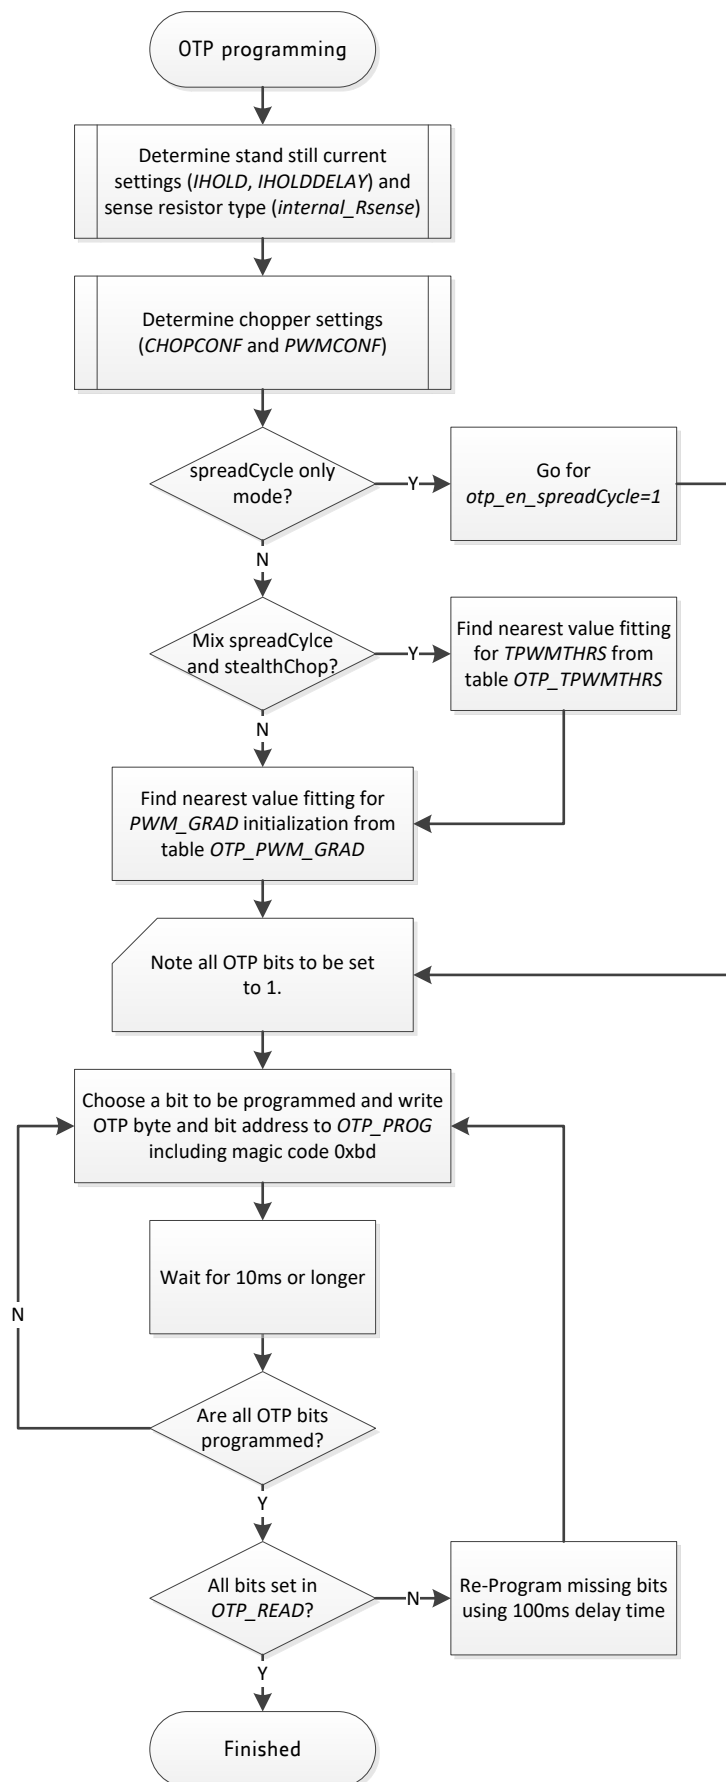 OTP programming
Determine stand still current
settings (IHOLD, IHOLDDELAY) and
sense resistor type (internal_Rsense)
Determine chopper settings
(CHOPCONF and PWMCONF)
spreadCycle only
mode?
Y
Go for
otp_en_spreadCycle=1
N
Mix spreadCylce
and stealthChop?
Y
Find nearest value fitting
for TPWMTHRS from
table OTP_TPWMTHRS
N
Find nearest value fitting for
PWM_GRAD initialization from
table OTP_PWM_GRAD
Note all OTP bits to be set
to 1.
Choose a bit to be programmed and write
OTP byte and bit address to OTP_PROG
including magic code 0xbd
Wait for 10ms or longer
N
Are all OTP bits
programmed?
Y
All bits set in
OTP_READ?
N
Re-Program missing bits
using 100ms delay time
Y
Finished